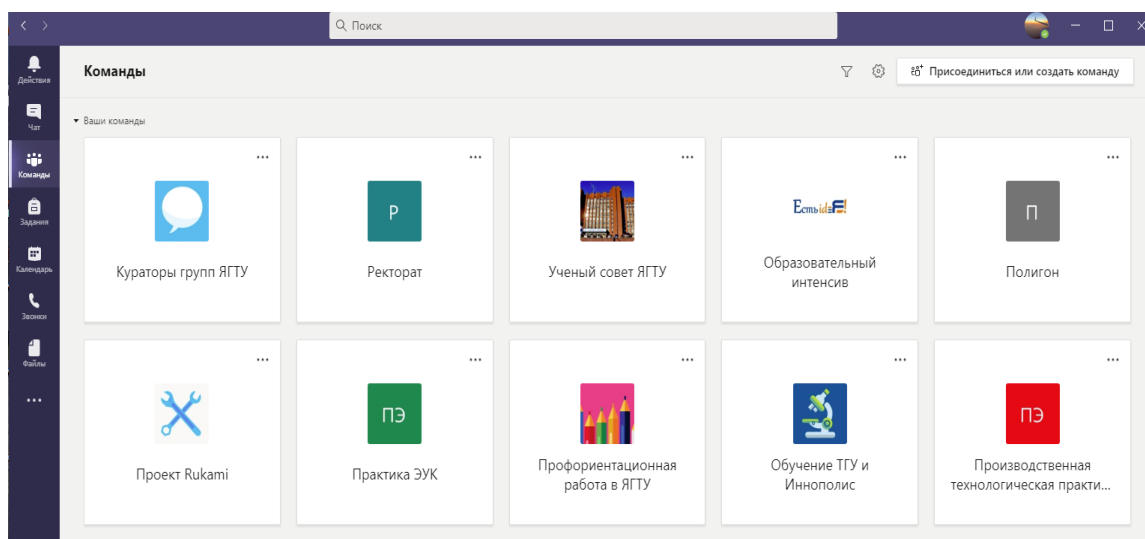 Поиск
Действия
Чат
Команды
Задания
Календарь
Звонки
Файлы
Команды
Присоединиться или создать команду
Ваши команды
Кураторы групп ЯГТУ
Р
Ректорат
Ученый совет ЯГТУ
Естьidea!
Образовательный
интенсив
П
Полигон
Проект Rukami
ПЭ
Практика ЭУК
Профориентационная
работа в ЯГТУ
Обучение ТГУ и
Иннополис
ПЭ
Производственная
технологическая практи...